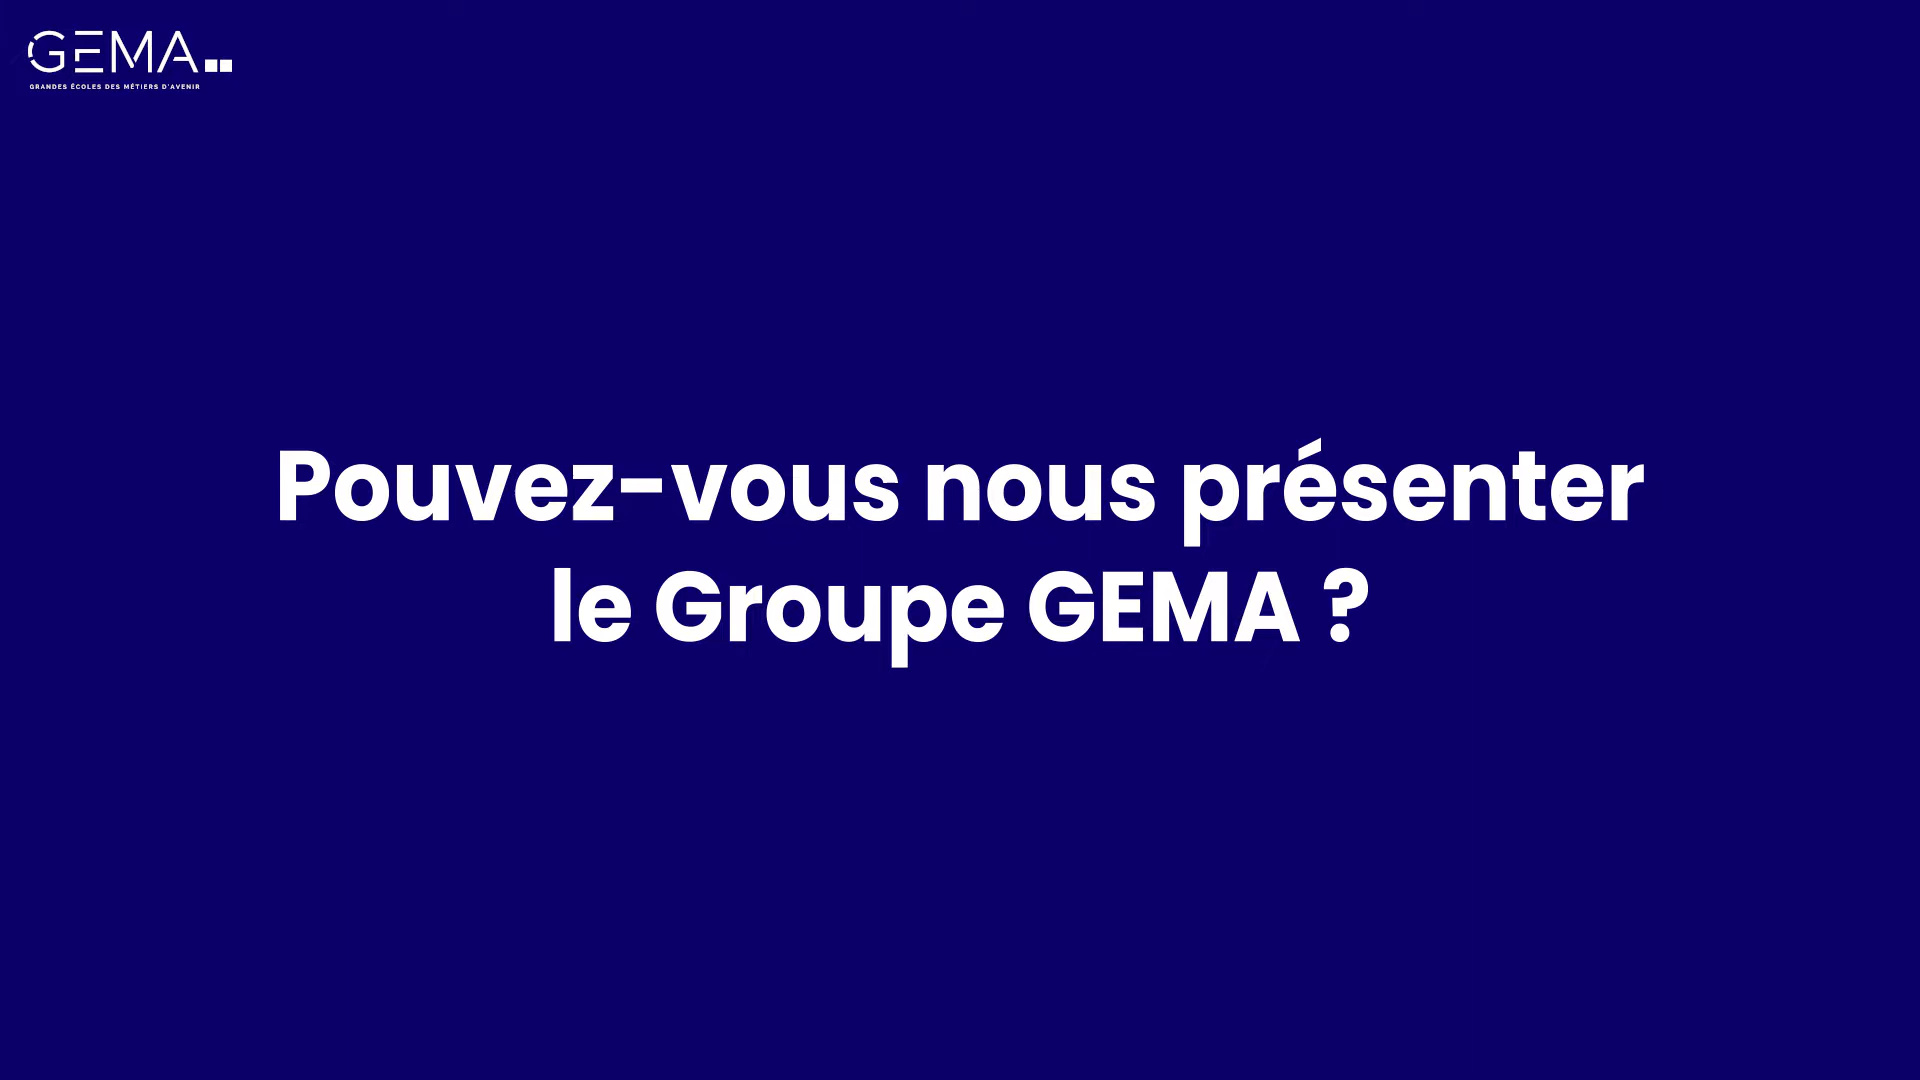 GEMA
GRANDES ÉCOLES DES MÉTIERS D'AVENIR
Pouvez-vous nous présenter
le Groupe GEMA ?